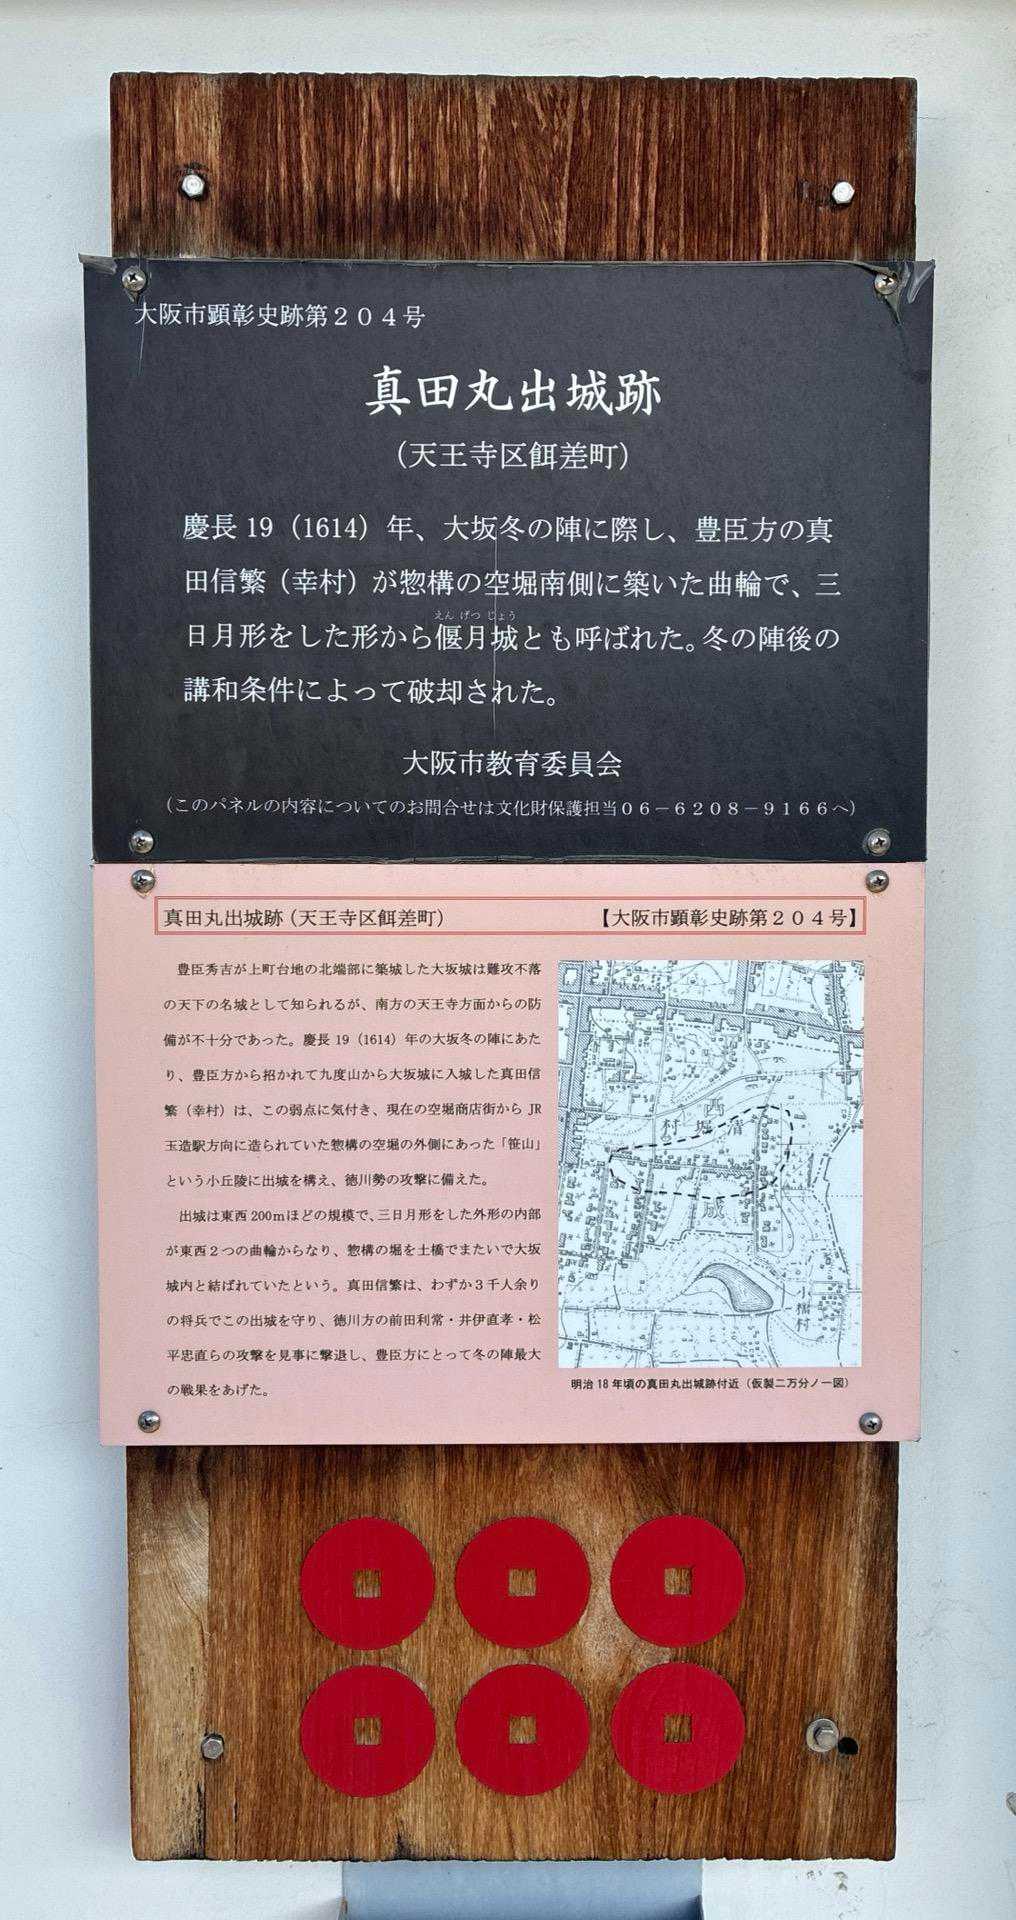 大阪市顕彰史跡第２０４号
真田丸出城跡
（天王寺区餌差町）
慶長19（1614）年、大坂冬の陣に際し、豊臣方の真
田信繁（幸村）が惣構の空堀南側に築いた曲輪で、三
えんげつじょう
日月形をした形から偃月城とも呼ばれた。冬の陣後の
講和条件によって破却された。
大阪市教育委員会
（このパネルの内容についてのお問合せは文化財保護担当０６－６２０８－９１６６へ）
真田丸出城跡（天王寺区餌差町）　【大阪市顕彰史跡第２０４号】
豊臣秀吉が上町台地の北端部に築城した大坂城は難攻不落
の天下の名城として知られるが、南方の天王寺方面からの防
備が不十分であった。慶長19（1614）年の大坂冬の陣にあた
り、豊臣方から招かれて九度山から大坂城に入城した真田信
繁（幸村）は、この弱点に気付き、現在の空堀商店街からJR
玉造駅方向に造られていた惣構の空堀の外側にあった「笹山」
という小丘陵に出城を構え、徳川勢の攻撃に備えた。
出城は東西200mほどの規模で、三日月形をした外形の内部
が東西２つの曲輪からなり、惣構の堀を土橋でまたいで大坂
城内と結ばれていたという。真田信繁は、わずか３千人余り
の将兵でこの出城を守り、徳川方の前田利常・井伊直孝・松
平忠直らの攻撃を見事に撃退し、豊臣方にとって冬の陣最大
の戦果をあげた。
西
村堀清
成
明治18年頃の真田丸出城跡付近（仮製二万分ノ一図）